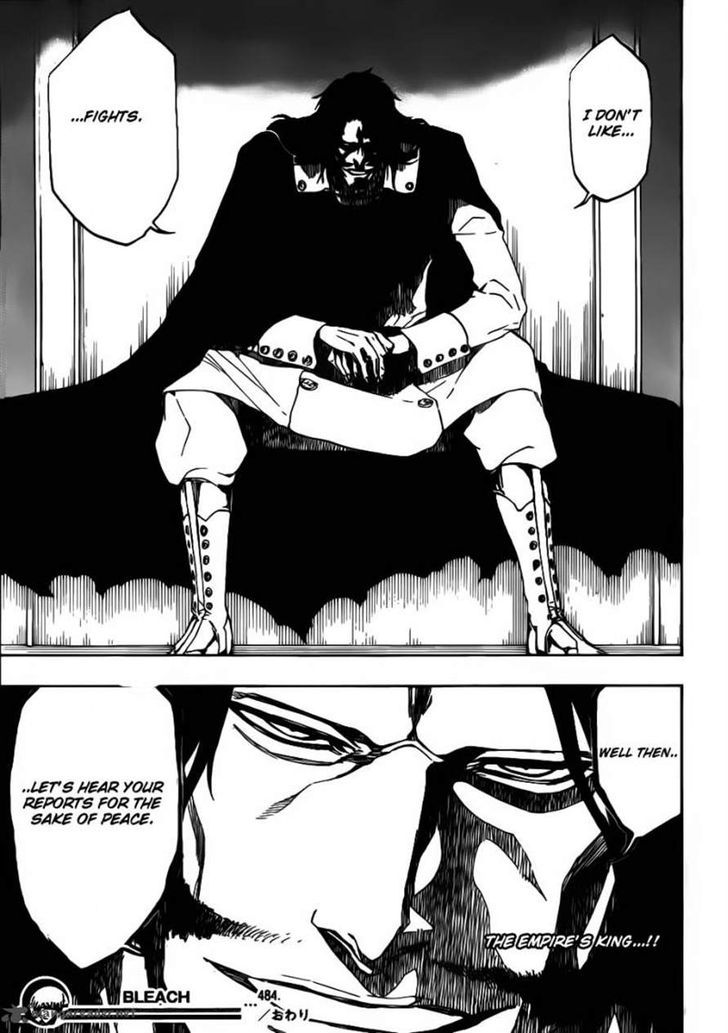 I DON'T
LIKE...
...FIGHTS.
WELL THEN..
..LET'S HEAR YOUR
REPORTS FOR THE
SAKE OF PEACE.
THE EMPIRE'S KING...!!
BLEACH
... 484.
/おわり